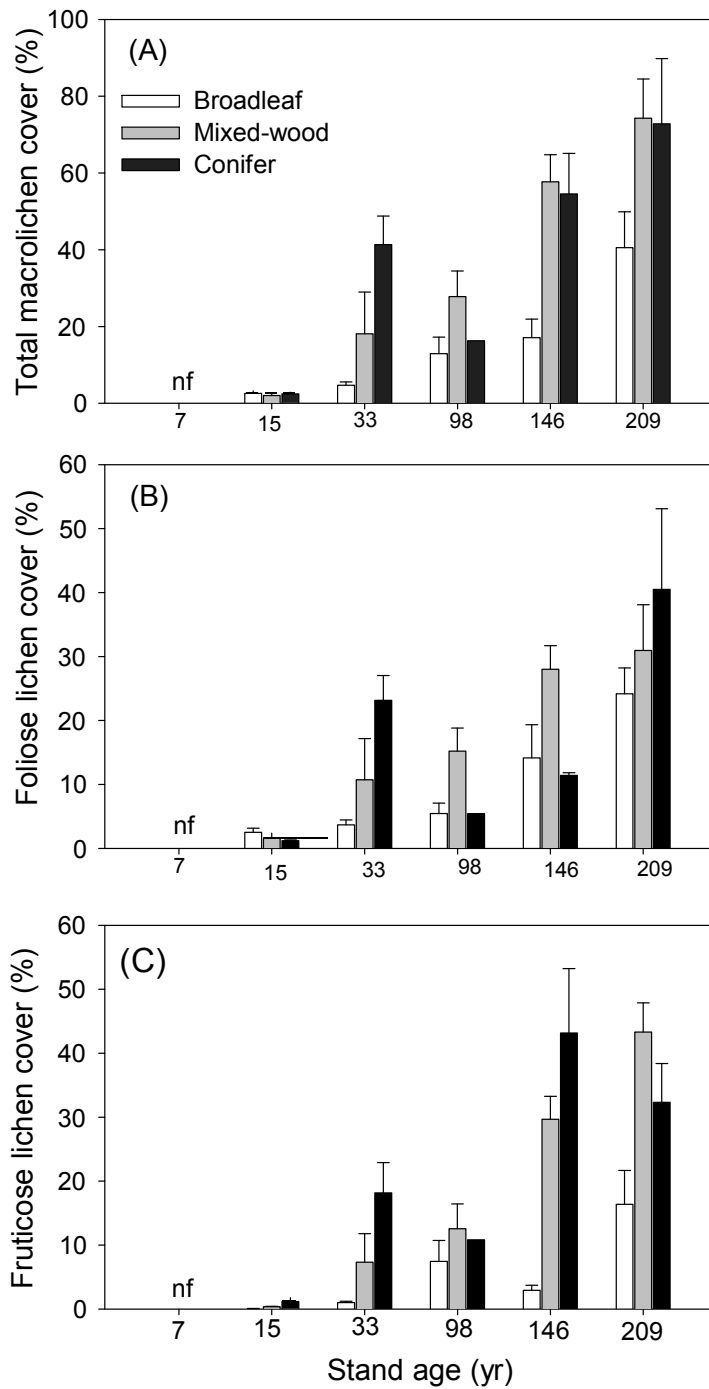 Total macrolichen cover (%)
100
80
60
40
20
0
(A)
Broadleaf
Mixed-wood
Conifer
nf
7
15
33
98
146
209
Foliose lichen cover (%)
60
50
40
30
20
10
0
(B)
nf
7
15
33
98
146
209
Fruticose lichen cover (%)
60
50
40
30
20
10
0
(C)
nf
7
15
33
98
146
209
Stand age (yr)